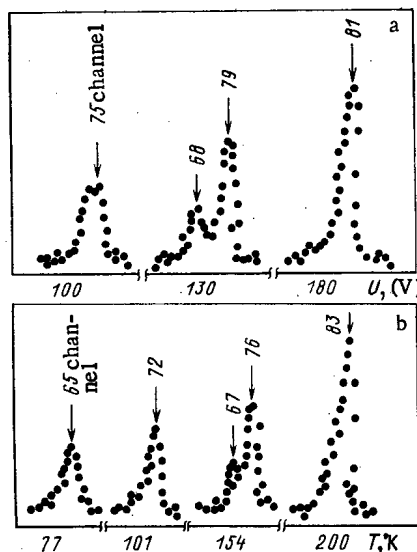 a
75 channel
68
79
81
100 130 180 U, (V)
b
65 chan-
nel
72
67
76
83
77 101 154 200 T,°K